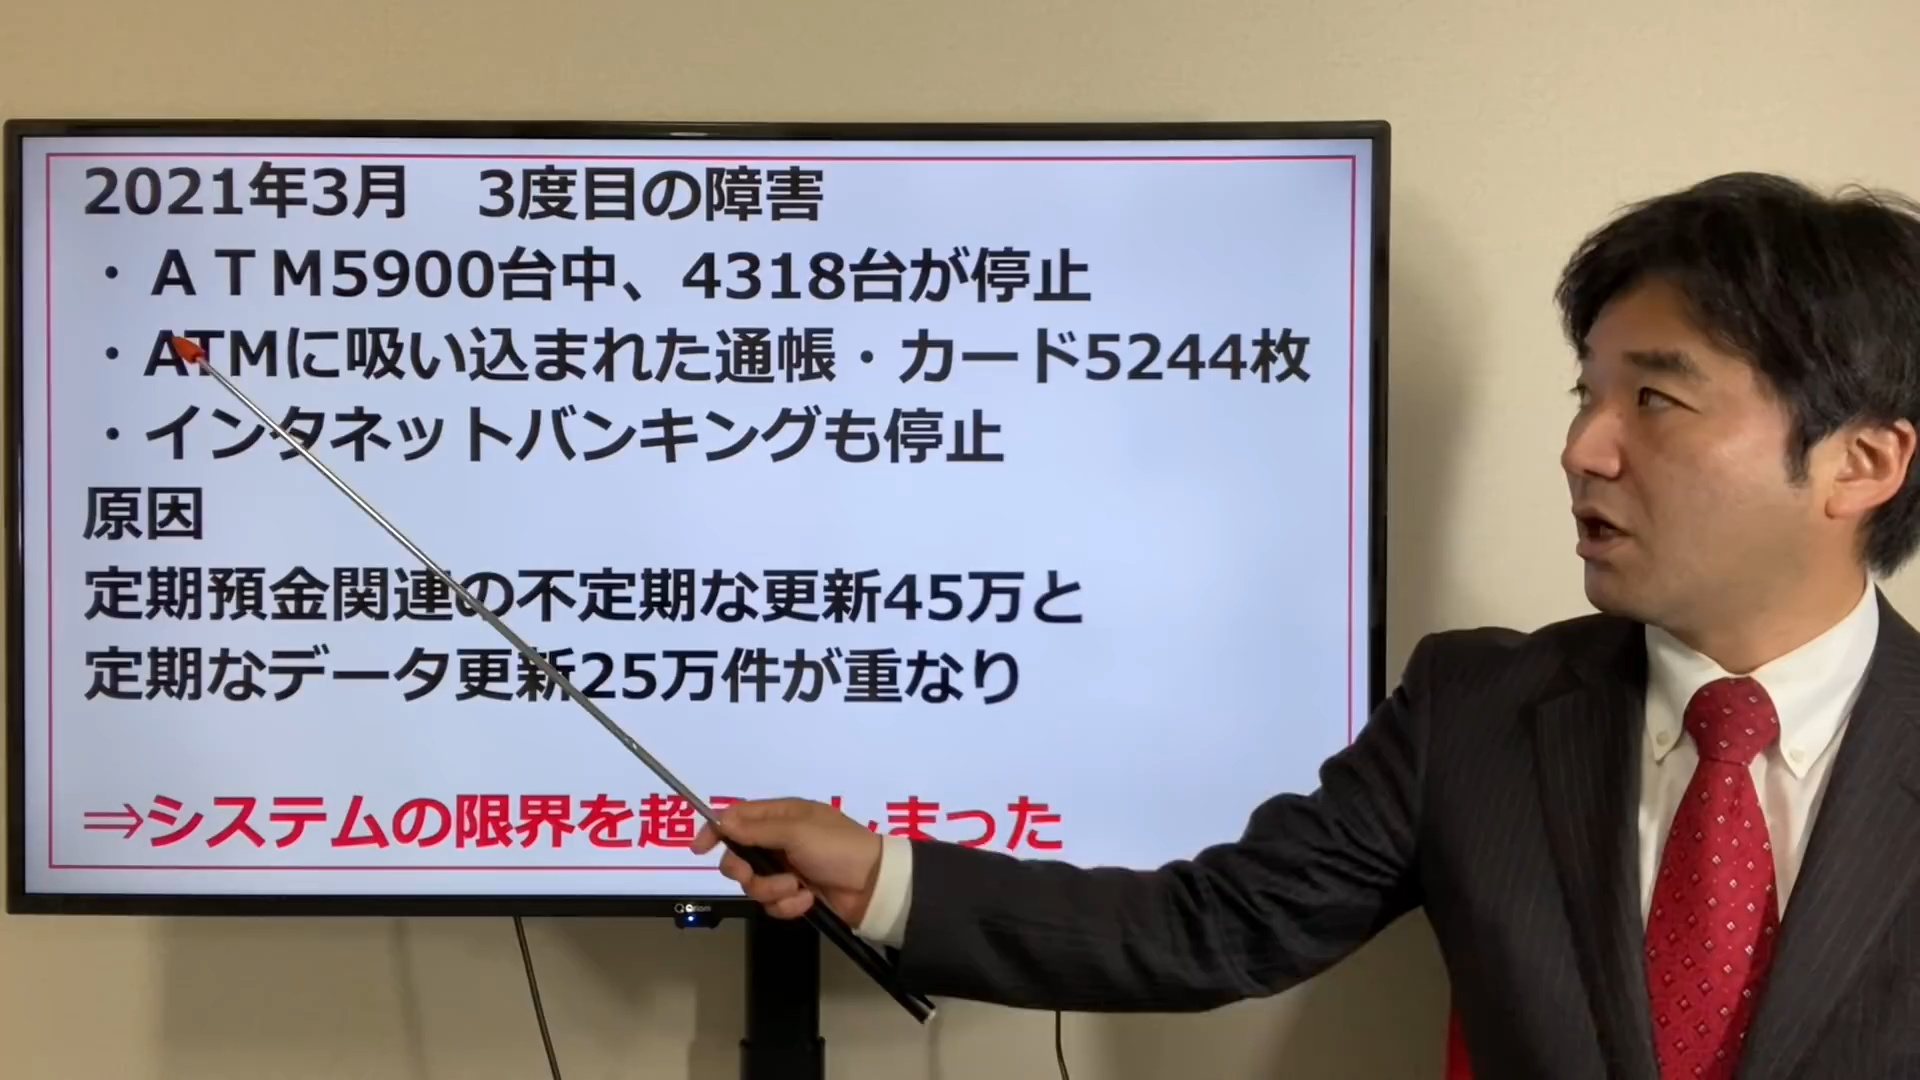 2021年3月　3度目の障害
・ＡＴＭ5900台中、4318台が停止
・ATMに吸い込まれた通帳・カード5244枚
・インタネットバンキングも停止
原因
定期預金関連の不定期な更新45万と
定期なデータ更新25万件が重なり
⇒システムの限界を超えてしまった